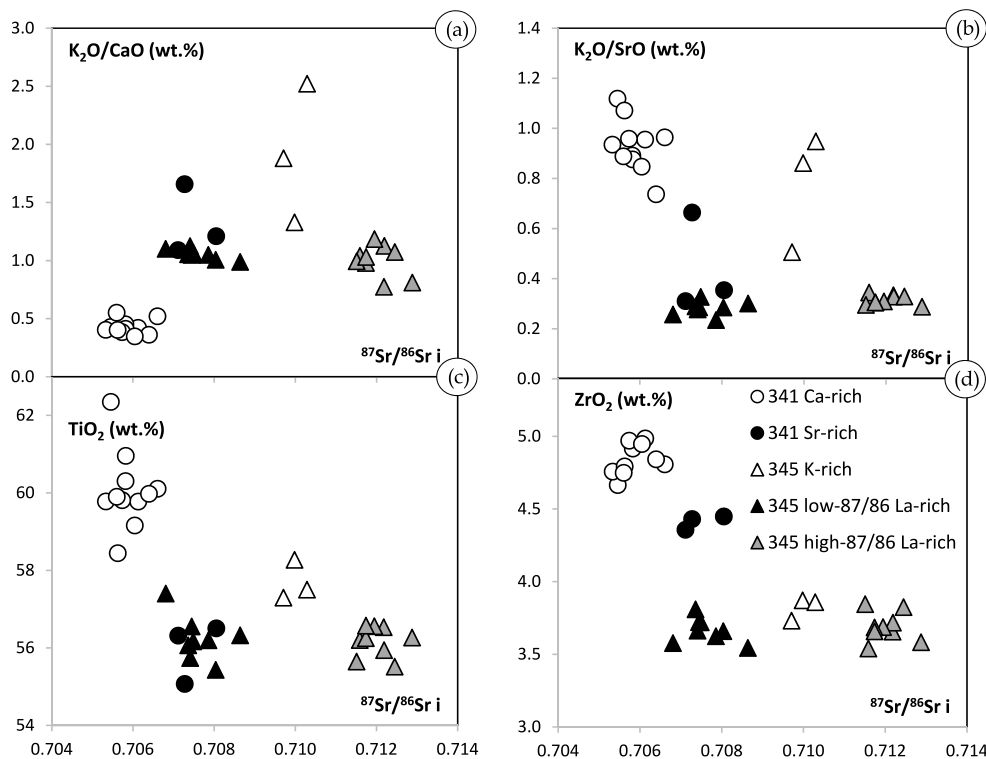 (a)
K₂O/CaO (wt.%)
3.0
2.5
2.0
1.5
1.0
0.5
0.0
⁸⁷Sr/⁸⁶Sr i
(b)
K₂O/SrO (wt.%)
1.4
1.2
1.0
0.8
0.6
0.4
0.2
0.0
⁸⁷Sr/⁸⁶Sr i
(c)
TiO₂ (wt.%)
62
60
58
56
54
⁸⁷Sr/⁸⁶Sr i
0.704 0.706 0.708 0.710 0.712 0.714
(d)
ZrO₂ (wt.%)
5.0
4.5
4.0
3.5
3.0
341 Ca-rich
341 Sr-rich
345 K-rich
345 low-87/86 La-rich
345 high-87/86 La-rich
⁸⁷Sr/⁸⁶Sr i
0.704 0.706 0.708 0.710 0.712 0.714